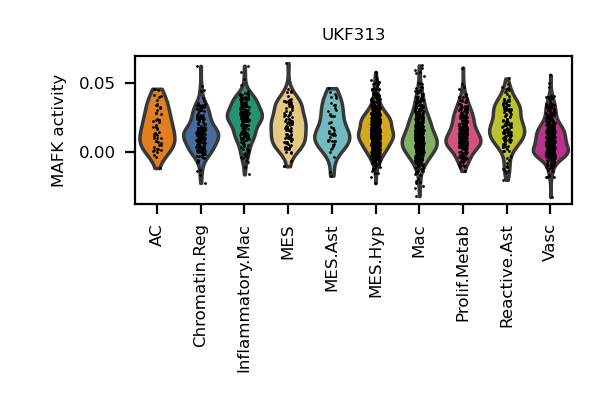 UKF313
MAFK activity
0.05
0.00
AC
Chromatin.Reg
Inflammatory.Mac
MES
MES.Ast
MES.Hyp
Mac
Prolif.Metab
Reactive.Ast
Vasc